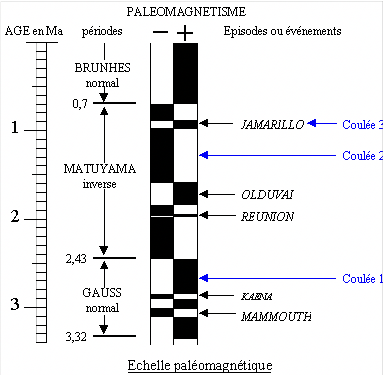 PALEOMAGNETISME
AGE en Ma périodes − + Episodes ou événements
BRUNHES
normal
0,7
1 JAMARILLO Coulée 3
Coulée 2
MATUYAMA
inverse
OLDUVAI
2 REUNION
2,43
Coulée 1
GAUSS
normal
KAENA
3 MAMMOUTH
3,32
Echelle paléomagnétique